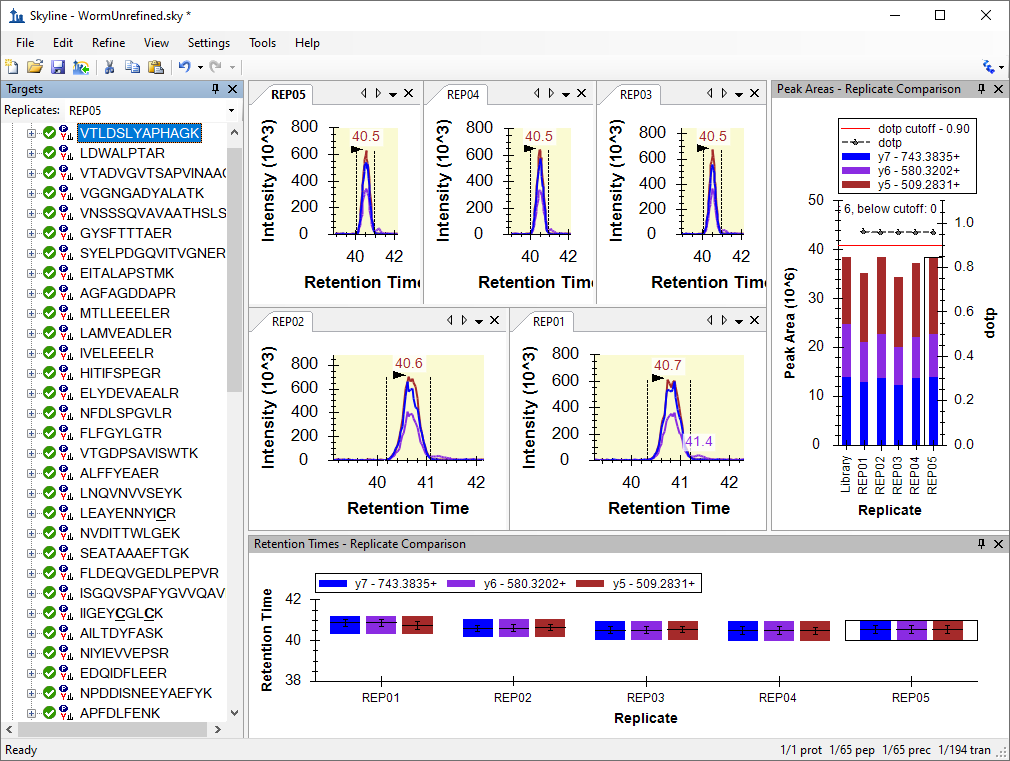 Skyline - WormUnrefined.sky *
File Edit Refine View Settings Tools Help
Targets
Replicates: REP05
VTLDSLYAPHAGK
LDWALPTAR
VTADVGVTSAPVINAAG
VGGNGADYALATK
VNSSSQVAVAATHSLS
GYSFTTTAER
SYELPDGQVITVGNER
EITALAPSTMK
AGFAGDDAPR
MTLLEEELER
LAMVEADLER
IVELEEELR
HITIFSPEGR
ELYDEVAEALR
NFDLSPGVLR
FLFGYLGTR
VTGDPSAVISWTK
ALFFYEAER
LNQVNVVSEYK
LEAYENNYICR
NVDITTWLGEK
SEATAAAEFTGK
FLDEQVGEDLPEPVR
ISGQVSPAFYGVVQAV
IIGEYCGLCK
AILTDYFASK
NIYIEVVEPSR
EDQIDFLEER
NPDDISNEEYAEFYK
APFDLFENK
REP05
Intensity (10^3)
800
600
400
200
0
40.5
40 42
Retention Tim
REP04
Intensity (10^3)
800
600
400
200
0
40.5
40 42
Retention Tim
REP03
Intensity (10^3)
800
600
400
200
0
40.5
40 42
Retention Tim
REP02
Intensity (10^3)
800
600
400
200
0
40.6
40 41 42
Retention Time
REP01
Intensity (10^3)
800
600
400
200
0
40.7
41.4
40 41 42
Retention Time
Peak Areas - Replicate Comparison
dotp cutoff - 0.90
dotp
y7 - 743.3835+
y6 - 580.3202+
y5 - 509.2831+
6, below cutoff: 0
Peak Area (10^6)
50
40
30
20
10
0
1.0
0.8
0.6
0.4
0.2
0.0
dotp
Library REP01 REP02 REP03 REP04 REP05
Replicate
Retention Times - Replicate Comparison
y7 - 743.3835+ y6 - 580.3202+ y5 - 509.2831+
Retention Time
42
40
38
REP01 REP02 REP03 REP04 REP05
Replicate
Ready
1/1 prot 1/65 pep 1/65 prec 1/194 tran